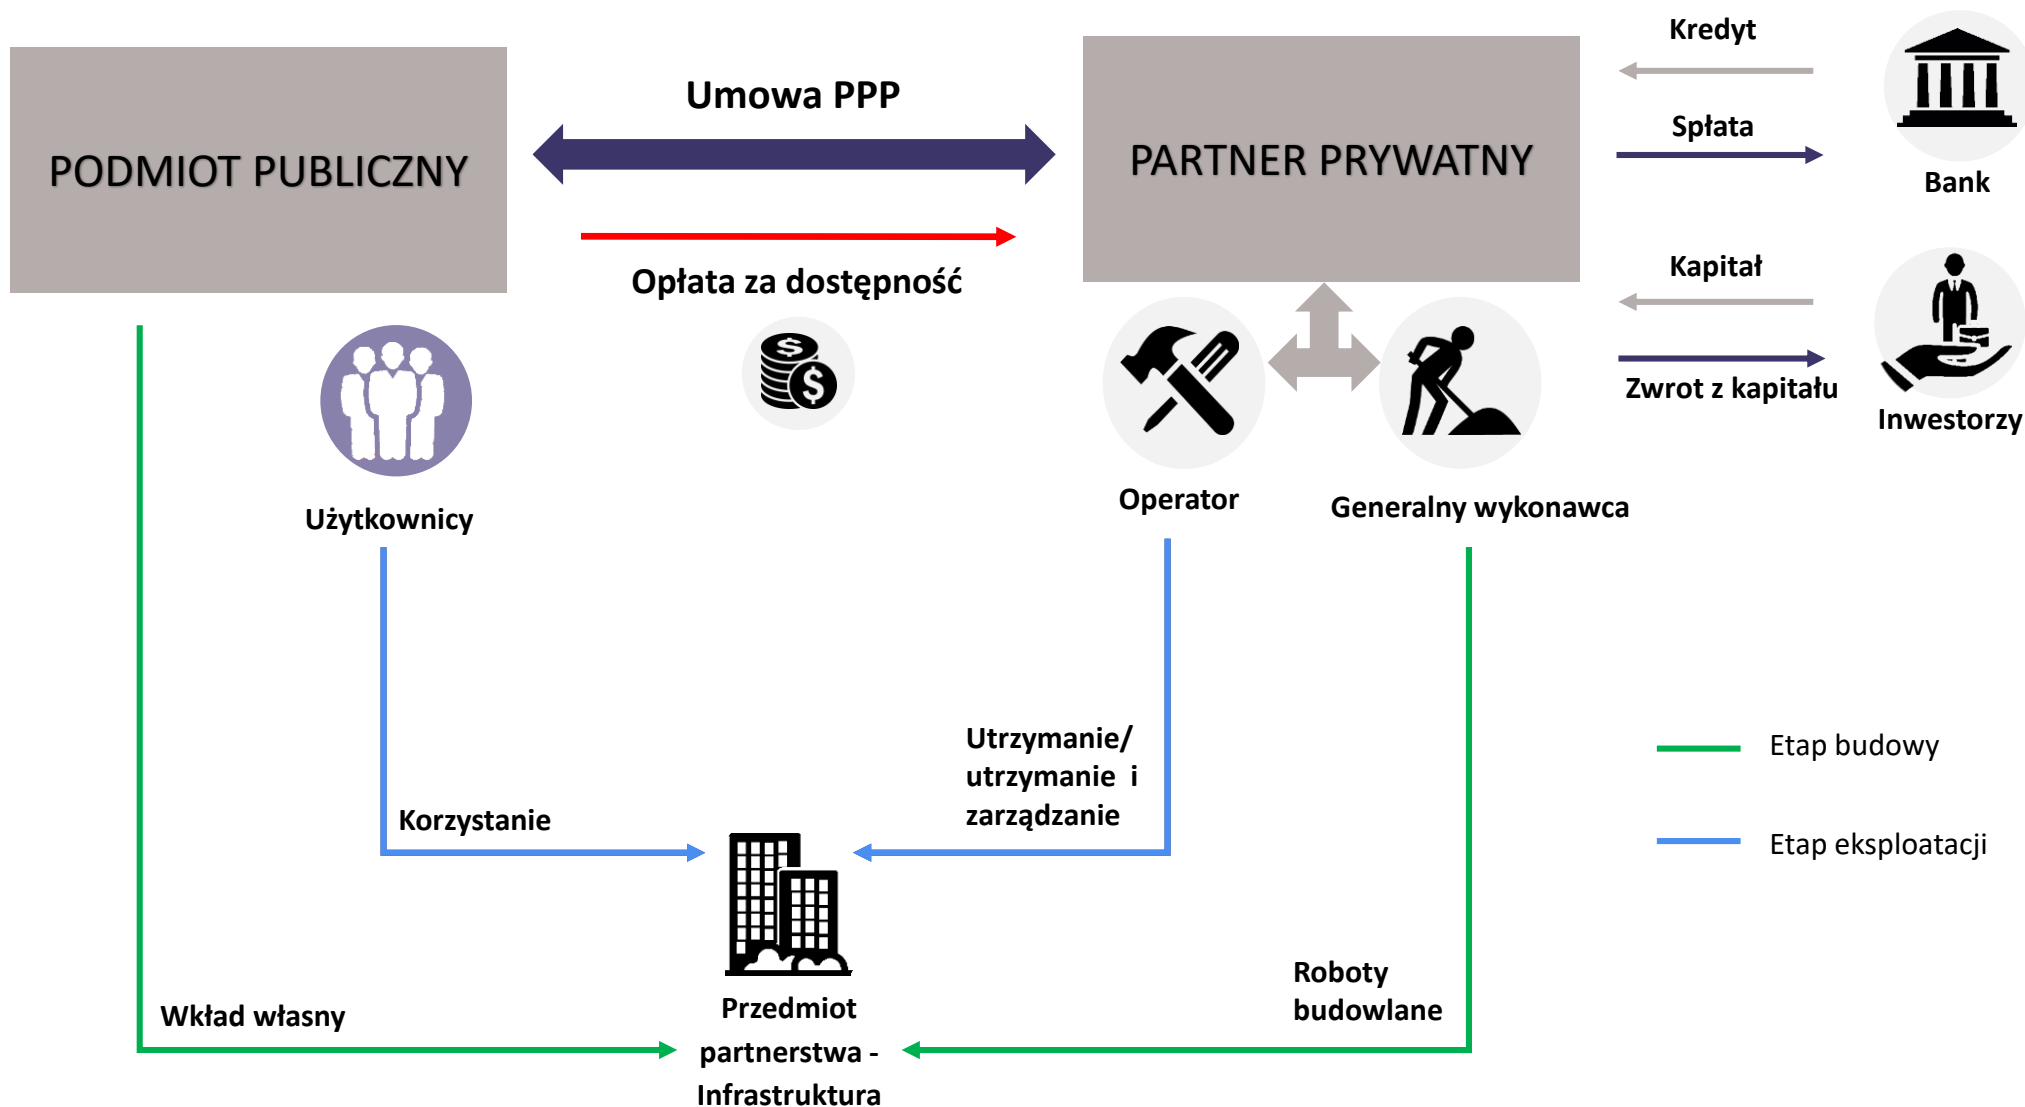 Umowa PPP
PODMIOT PUBLICZNY
PARTNER PRYWATNY
Opłata za dostępność
Kredyt
Spłata
Bank
Kapitał
Zwrot z kapitału
Inwestorzy
Użytkownicy
Operator
Generalny wykonawca
Korzystanie
Utrzymanie/
utrzymanie i
zarządzanie
Etap budowy
Etap eksploatacji
Wkład własny
Przedmiot
partnerstwa -
Infrastruktura
Roboty
budowlane